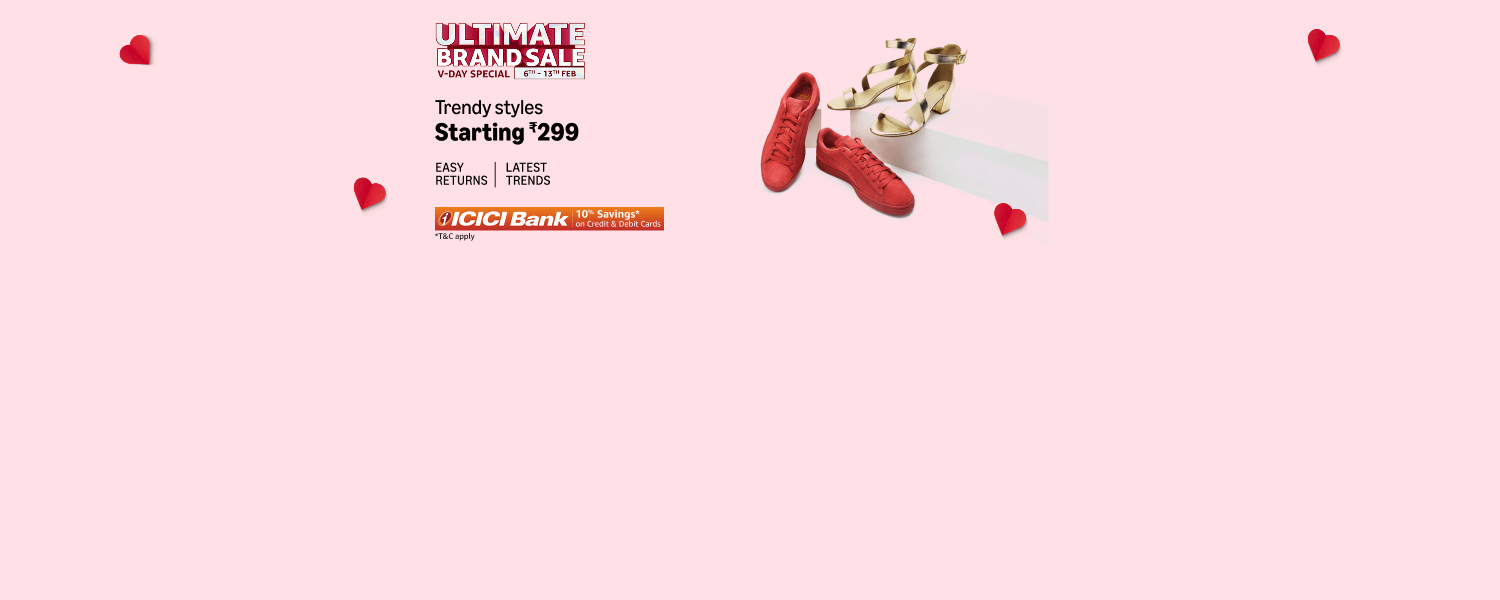 ULTIMATE
BRAND SALE
V-DAY SPECIAL 6TH - 13TH FEB
Trendy styles
Starting ₹299
EASY RETURNS | LATEST TRENDS
ICICI Bank 10% Savings*
on Credit & Debit Cards
*T&C apply